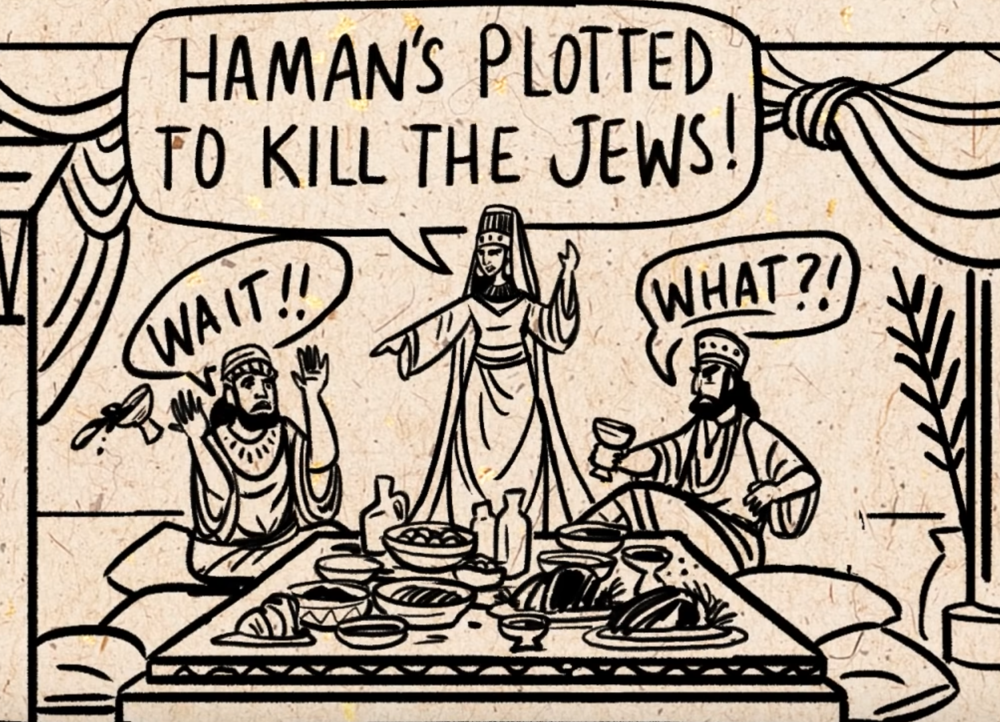 HAMAN'S PLOTTED
TO KILL THE JEWS!
WAIT!!
WHAT?!